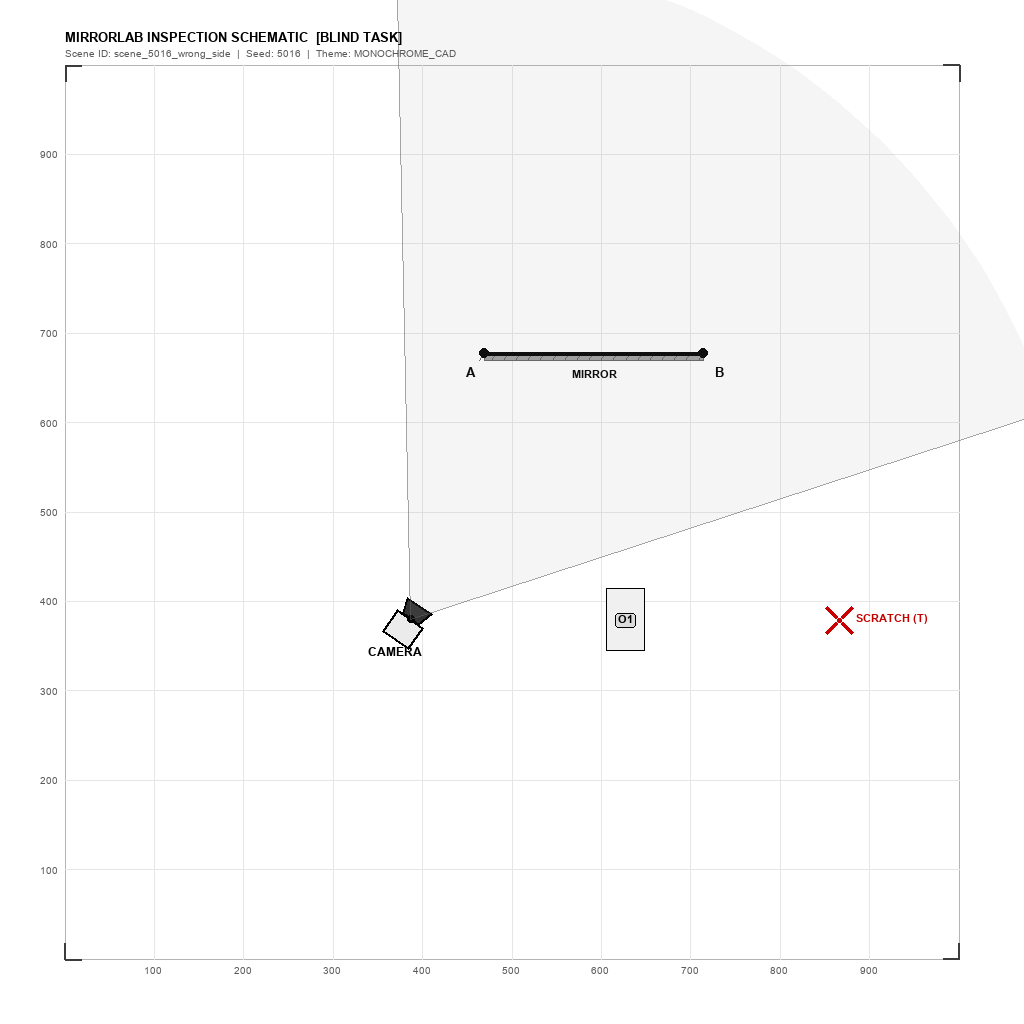 MIRRORLAB INSPECTION SCHEMATIC [BLIND TASK]
Scene ID: scene_5016_wrong_side | Seed: 5016 | Theme: MONOCHROME_CAD
900
800
700
A
MIRROR
B
600
500
400
O1
SCRATCH (T)
CAMERA
300
200
100
100 200 300 400 500 600 700 800 900